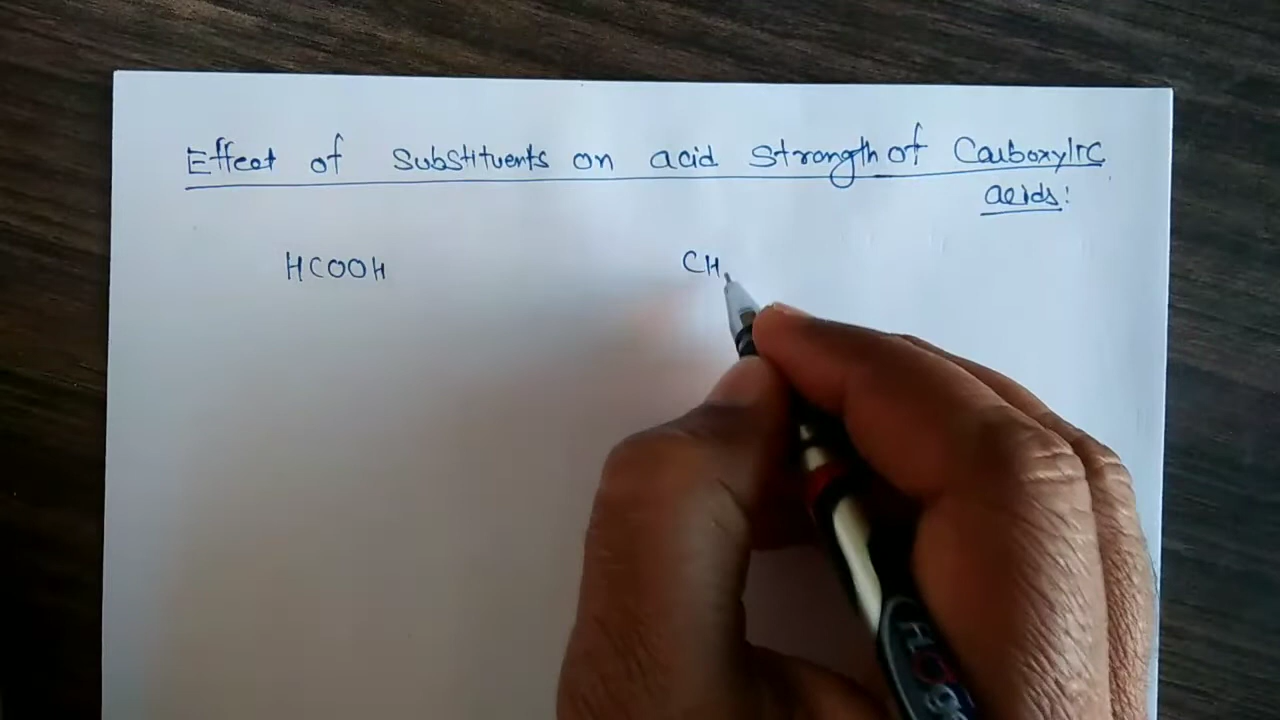 Effect of substituents on acid strength of Carboxylic
acids:
HCOOH CH